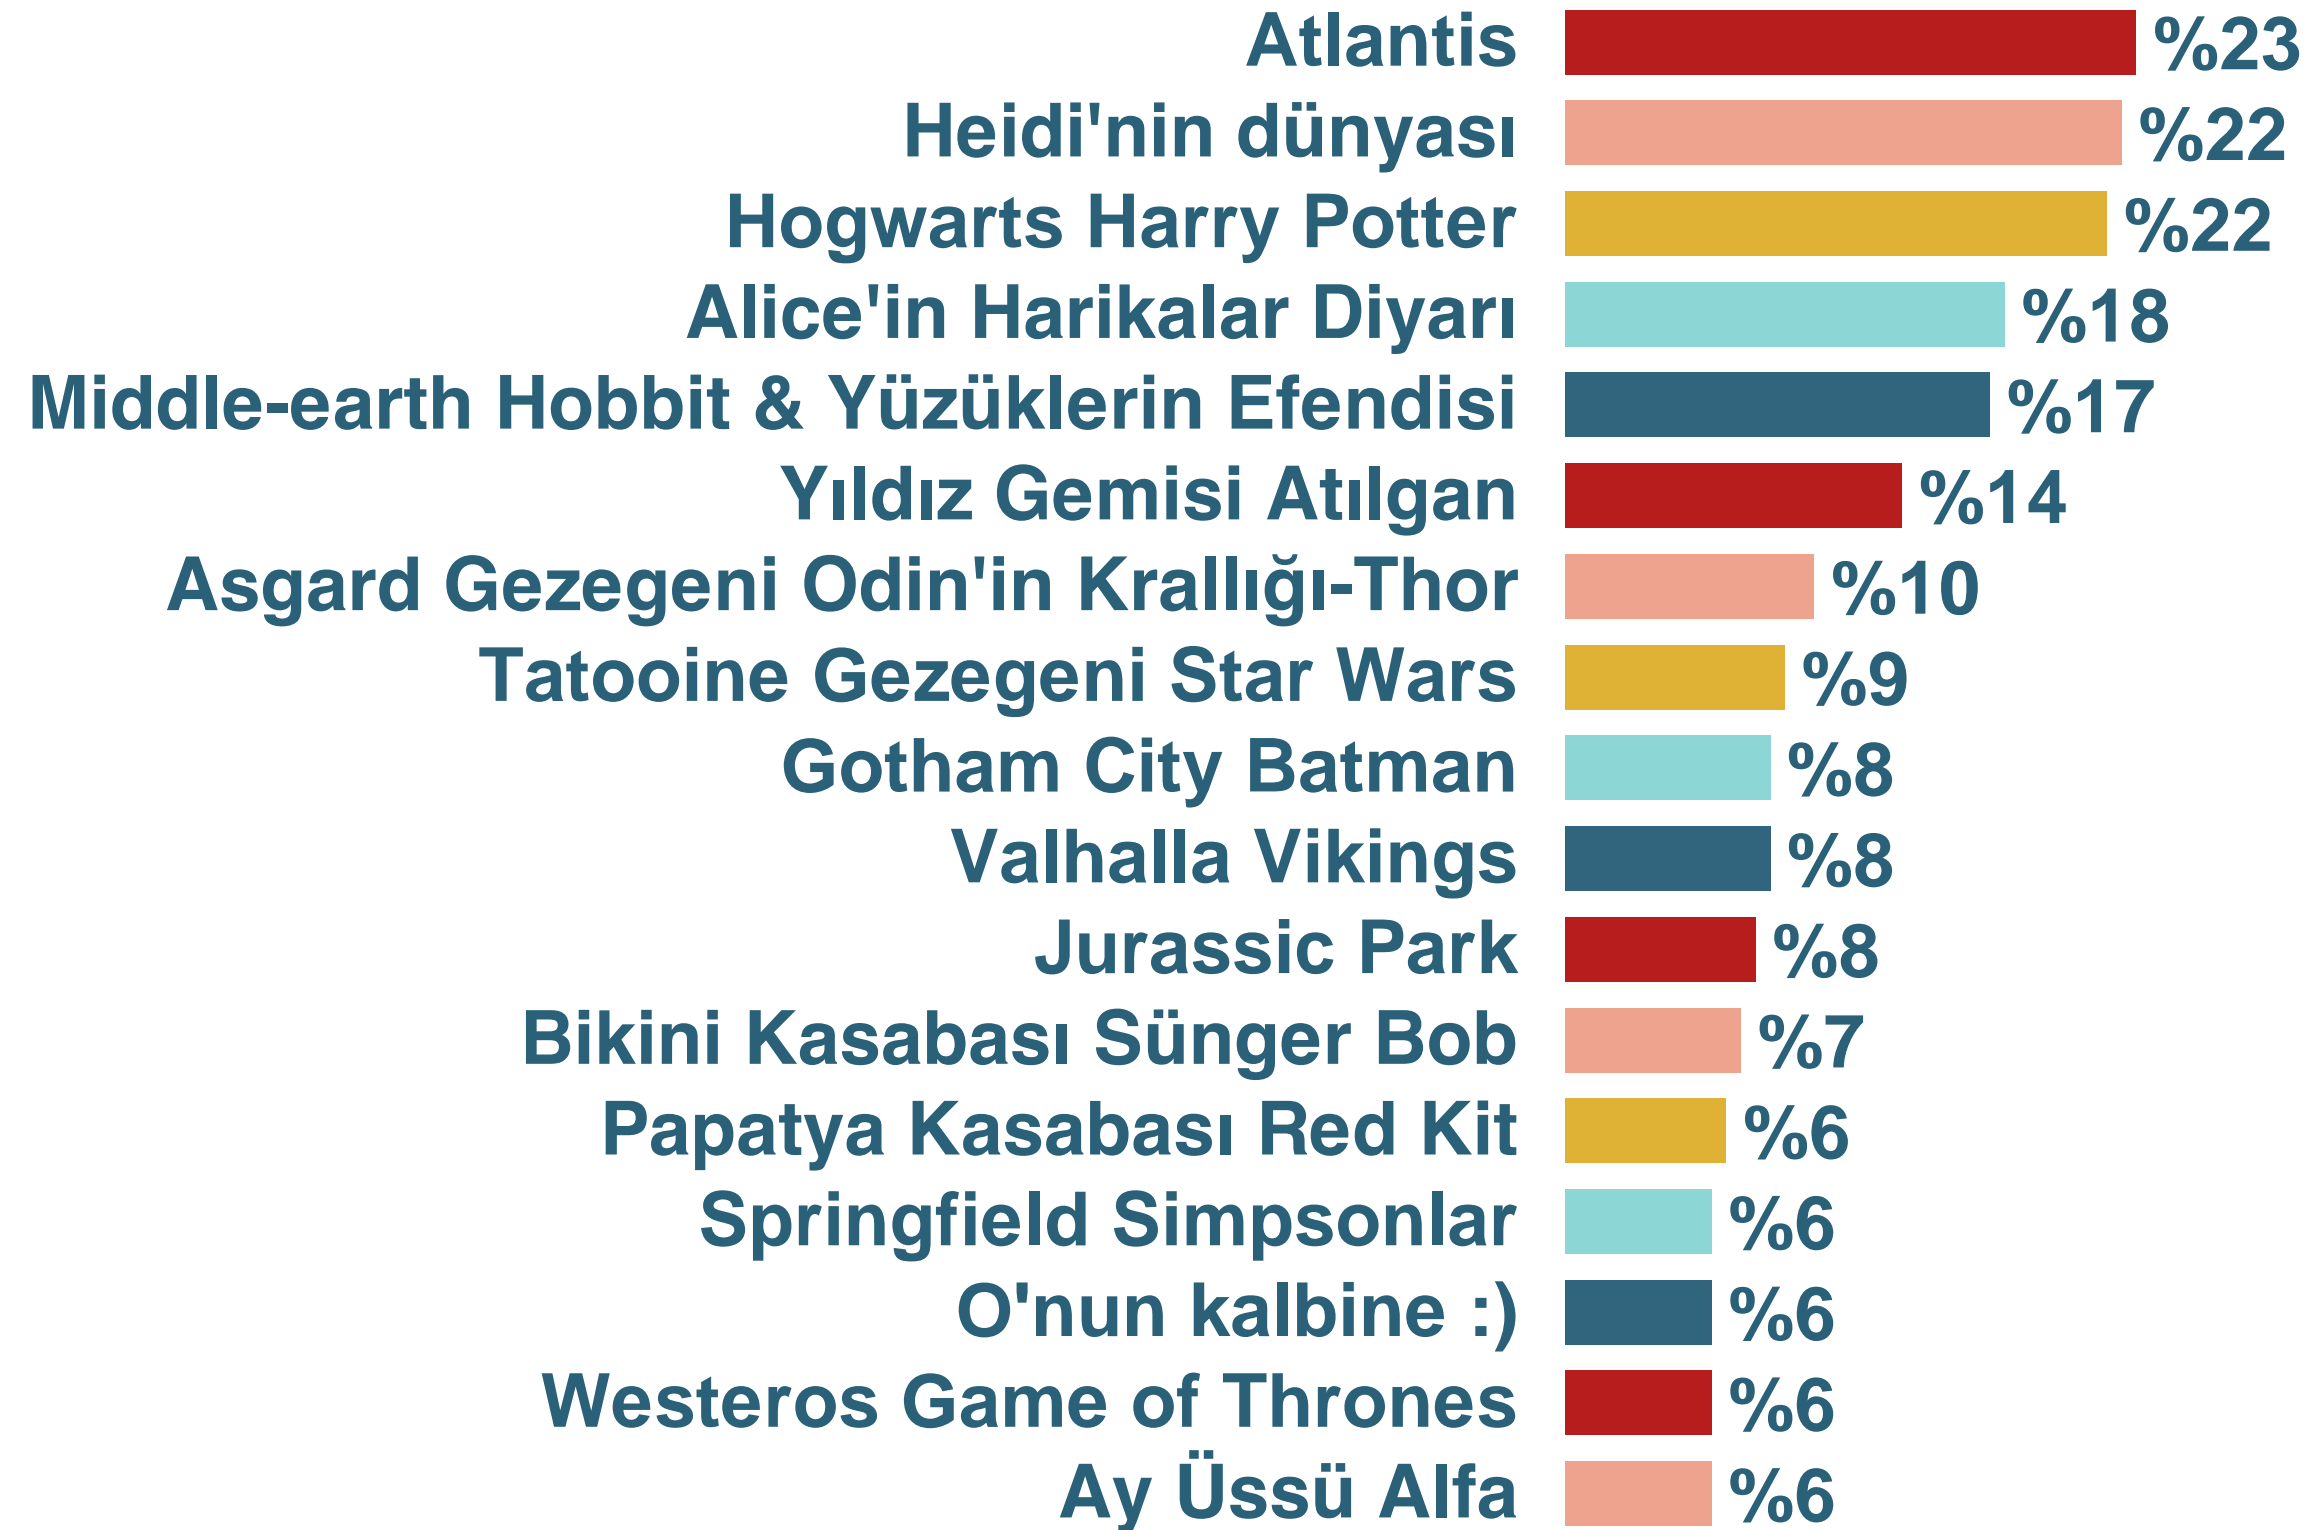 Atlantis %23
Heidi'nin dünyası %22
Hogwarts Harry Potter %22
Alice'in Harikalar Diyarı %18
Middle-earth Hobbit & Yüzüklerin Efendisi %17
Yıldız Gemisi Atılgan %14
Asgard Gezegeni Odin'in Krallığı-Thor %10
Tatooine Gezegeni Star Wars %9
Gotham City Batman %8
Valhalla Vikings %8
Jurassic Park %8
Bikini Kasabası Sünger Bob %7
Papatya Kasabası Red Kit %6
Springfield Simpsonlar %6
O'nun kalbine :) %6
Westeros Game of Thrones %6
Ay Üssü Alfa %6